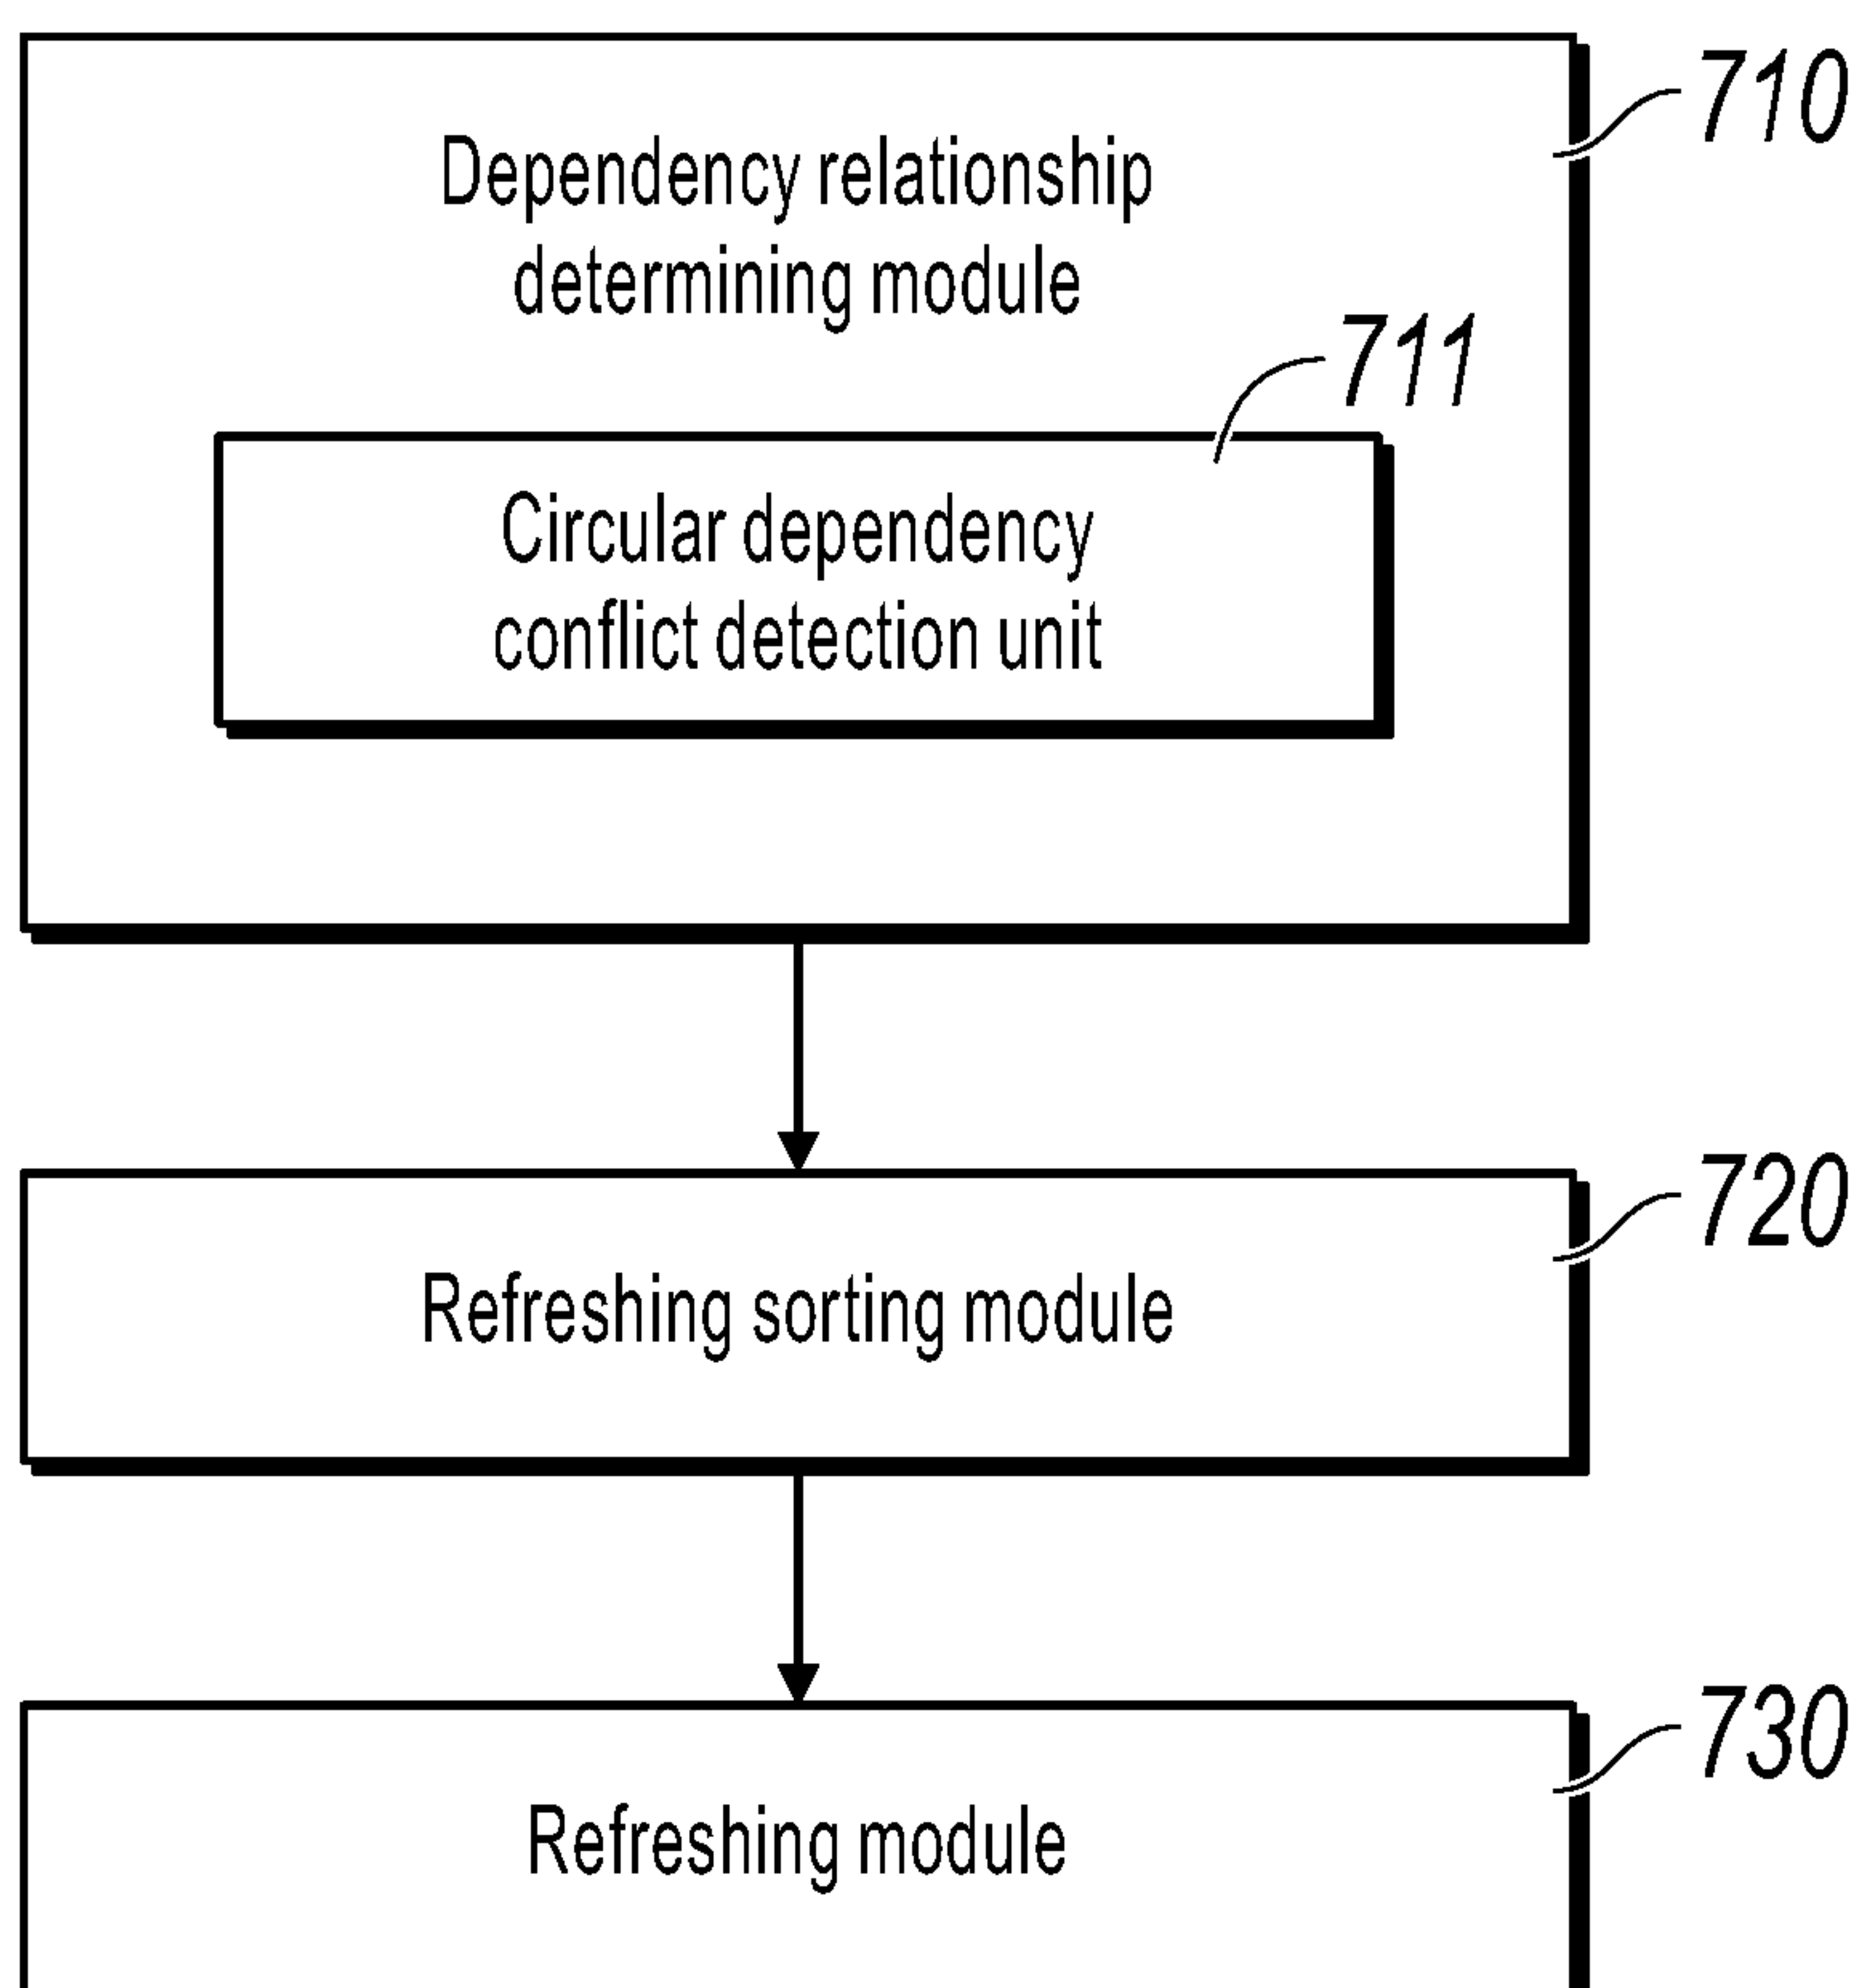 710
Dependency relationship
determining module
711
Circular dependency
conflict detection unit
720
Refreshing sorting module
730
Refreshing module